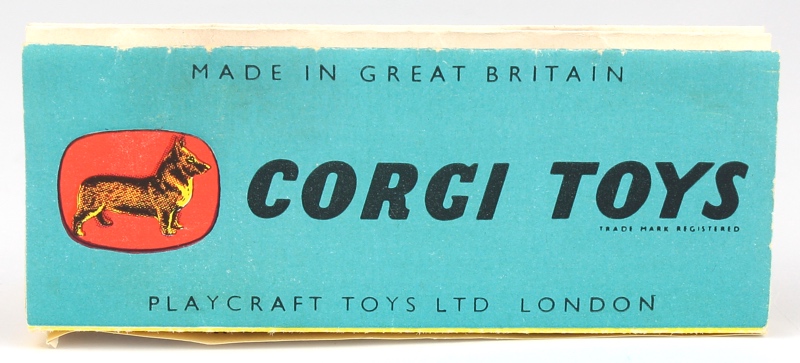 MADE IN GREAT BRITAIN
CORGI TOYS
TRADE MARK REGISTERED
PLAYCRAFT TOYS LTD LONDON